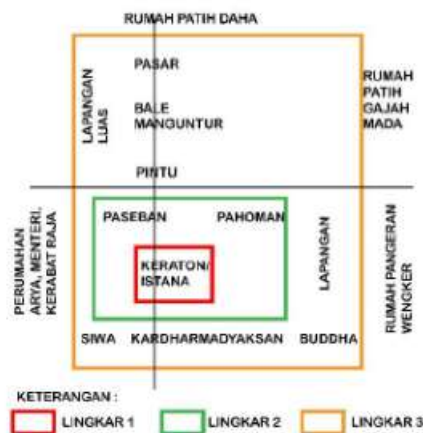 RUMAH PATIH DAHA
PASAR
LAPANGAN
LUAS
BALE
MANGUNTUR
RUMAH
PATIH
GAJAH
MADA
PINTU
PERUMAHAN
ARYA, MENTERI,
KERABAT RAJA
PASEBAN
PAHOMAN
KERATON/
ISTANA
LAPANGAN
RUMAH PANGERAN
WENGKER
SIWA
KARDHARMADYAKSAN
BUDDHA
KETERANGAN :
LINGKAR 1
LINGKAR 2
LINGKAR 3